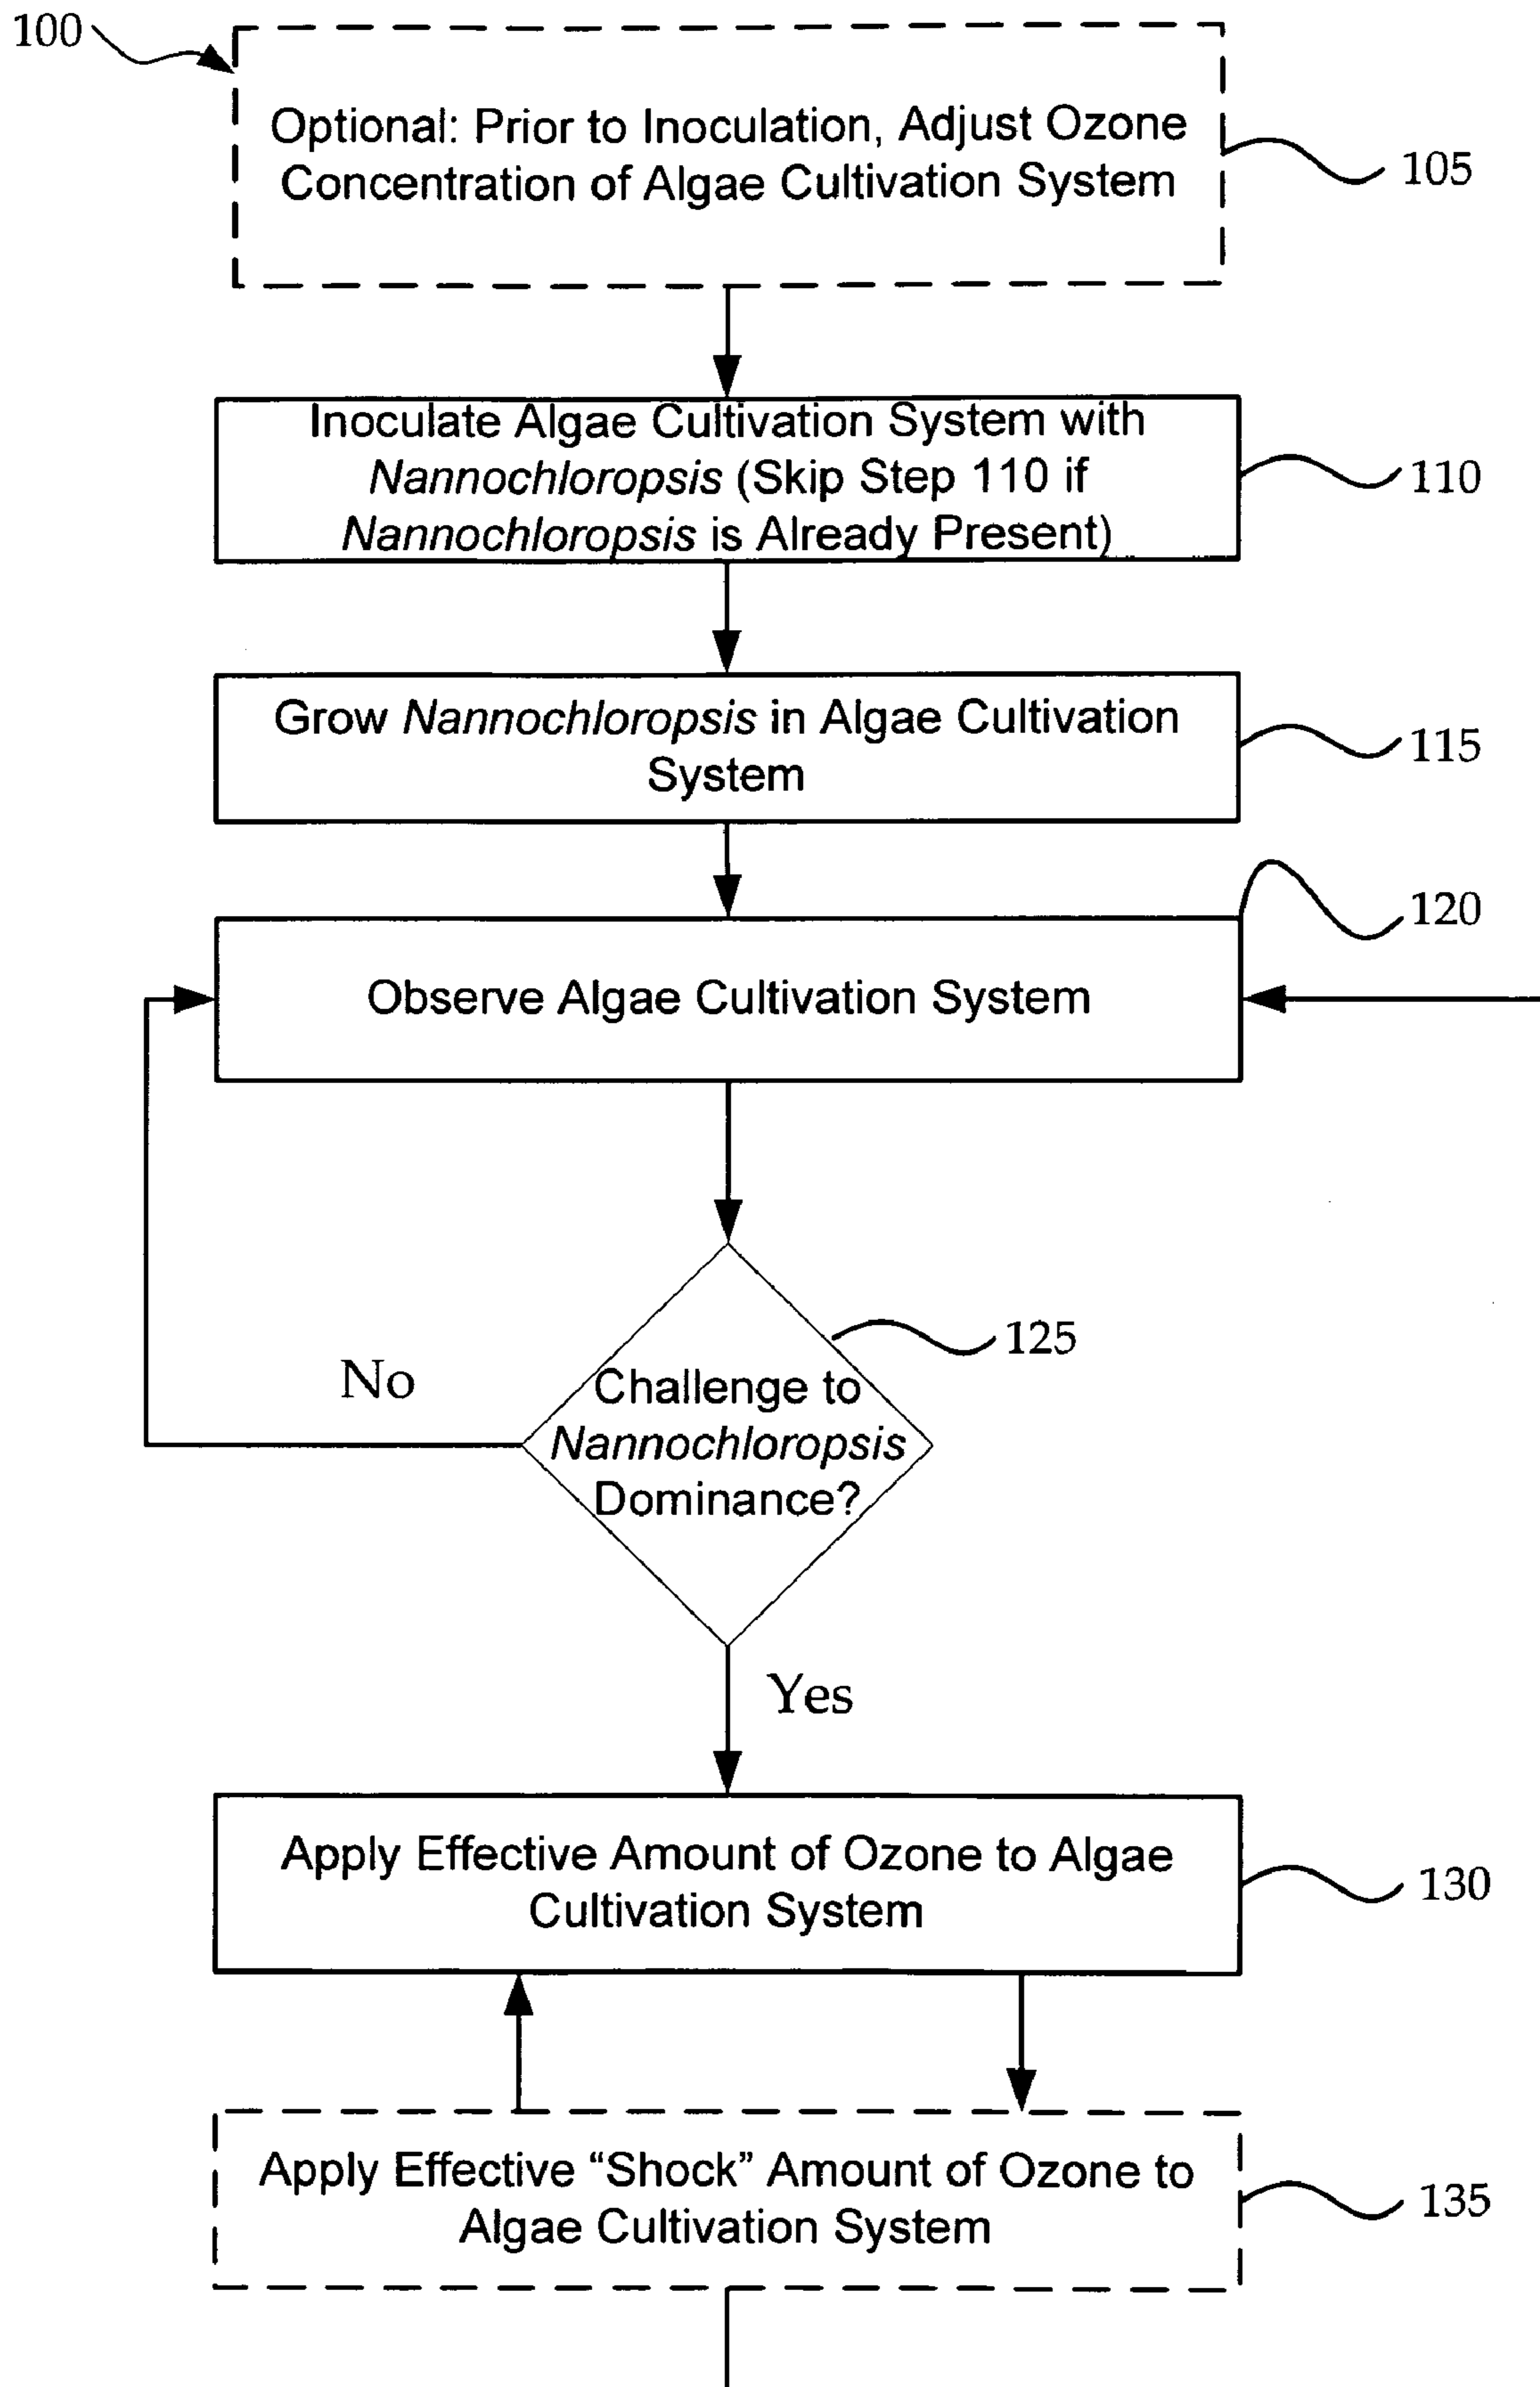 100
Optional: Prior to Inoculation, Adjust Ozone
Concentration of Algae Cultivation System
105
Inoculate Algae Cultivation System with
Nannochloropsis (Skip Step 110 if
Nannochloropsis is Already Present)
110
Grow Nannochloropsis in Algae Cultivation
System
115
120
Observe Algae Cultivation System
125
No
Challenge to
Nannochloropsis
Dominance?
Yes
Apply Effective Amount of Ozone to Algae
Cultivation System
130
Apply Effective “Shock” Amount of Ozone to
Algae Cultivation System
135